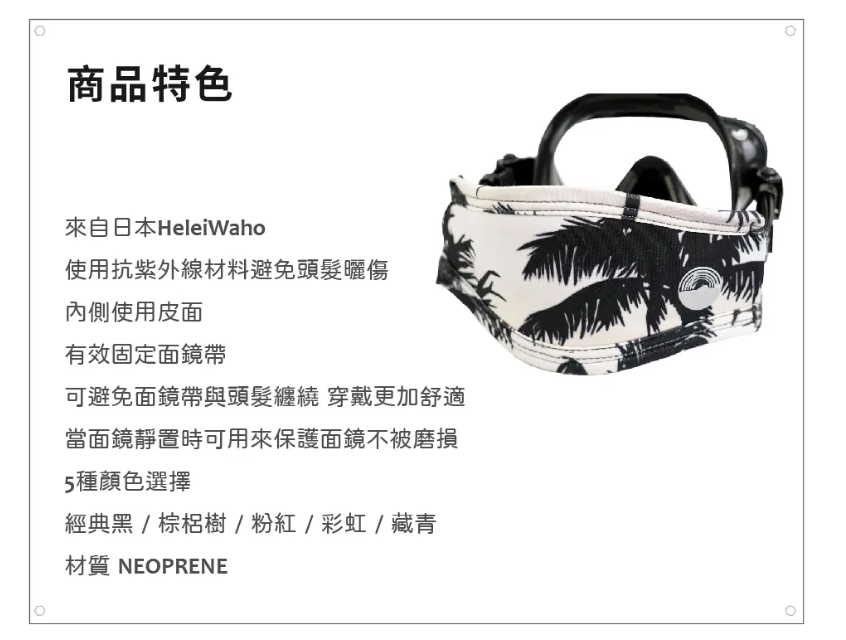 商品特色
來自日本HeleiWaho
使用抗紫外線材料避免頭髮曬傷
內側使用皮面
有效固定面鏡帶
可避免面鏡帶與頭髮纏繞 穿戴更加舒適
當面鏡靜置時可用來保護面鏡不被磨損
5種顏色選擇
經典黑 / 棕梠樹 / 粉紅 / 彩虹 / 藏青
材質 NEOPRENE